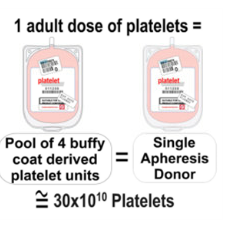 1 adult dose of platelets =
platelet
platelet
Pool of 4 buffy
coat derived
platelet units
=
Single
Apheresis
Donor
≅ 30x10¹⁰ Platelets